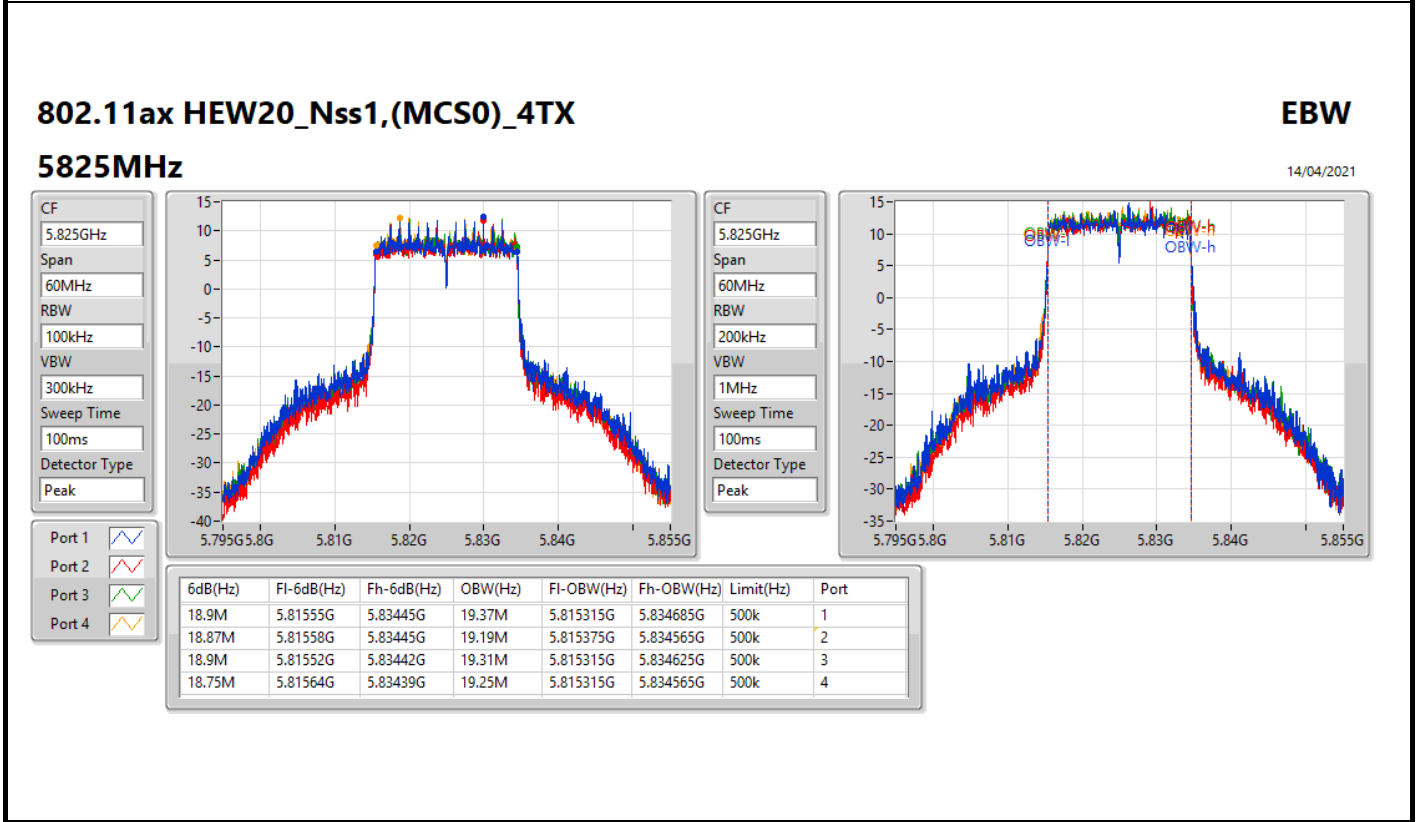 802.11ax HEW20_Nss1,(MCS0)_4TX
EBW
5825MHz
14/04/2021
CF
5.825GHz
Span
60MHz
RBW
100kHz
VBW
300kHz
Sweep Time
100ms
Detector Type
Peak
15
10
5
0
-5
-10
-15
-20
-25
-30
-35
-40
5.795G 5.8G 5.81G 5.82G 5.83G 5.84G 5.855G
CF
5.825GHz
Span
60MHz
RBW
200kHz
VBW
1MHz
Sweep Time
100ms
Detector Type
Peak
15
10
5
0
-5
-10
-15
-20
-25
-30
-35
OBW-l
OBW-h
OBW-h
5.795G 5.8G 5.81G 5.82G 5.83G 5.84G 5.855G
Port 1
Port 2
Port 3
Port 4
6dB(Hz) Fl-6dB(Hz) Fh-6dB(Hz) OBW(Hz) Fl-OBW(Hz) Fh-OBW(Hz) Limit(Hz) Port
18.9M 5.81555G 5.83445G 19.37M 5.815315G 5.834685G 500k 1
18.87M 5.81558G 5.83445G 19.19M 5.815375G 5.834565G 500k 2
18.9M 5.81552G 5.83442G 19.31M 5.815315G 5.834625G 500k 3
18.75M 5.81564G 5.83439G 19.25M 5.815315G 5.834565G 500k 4